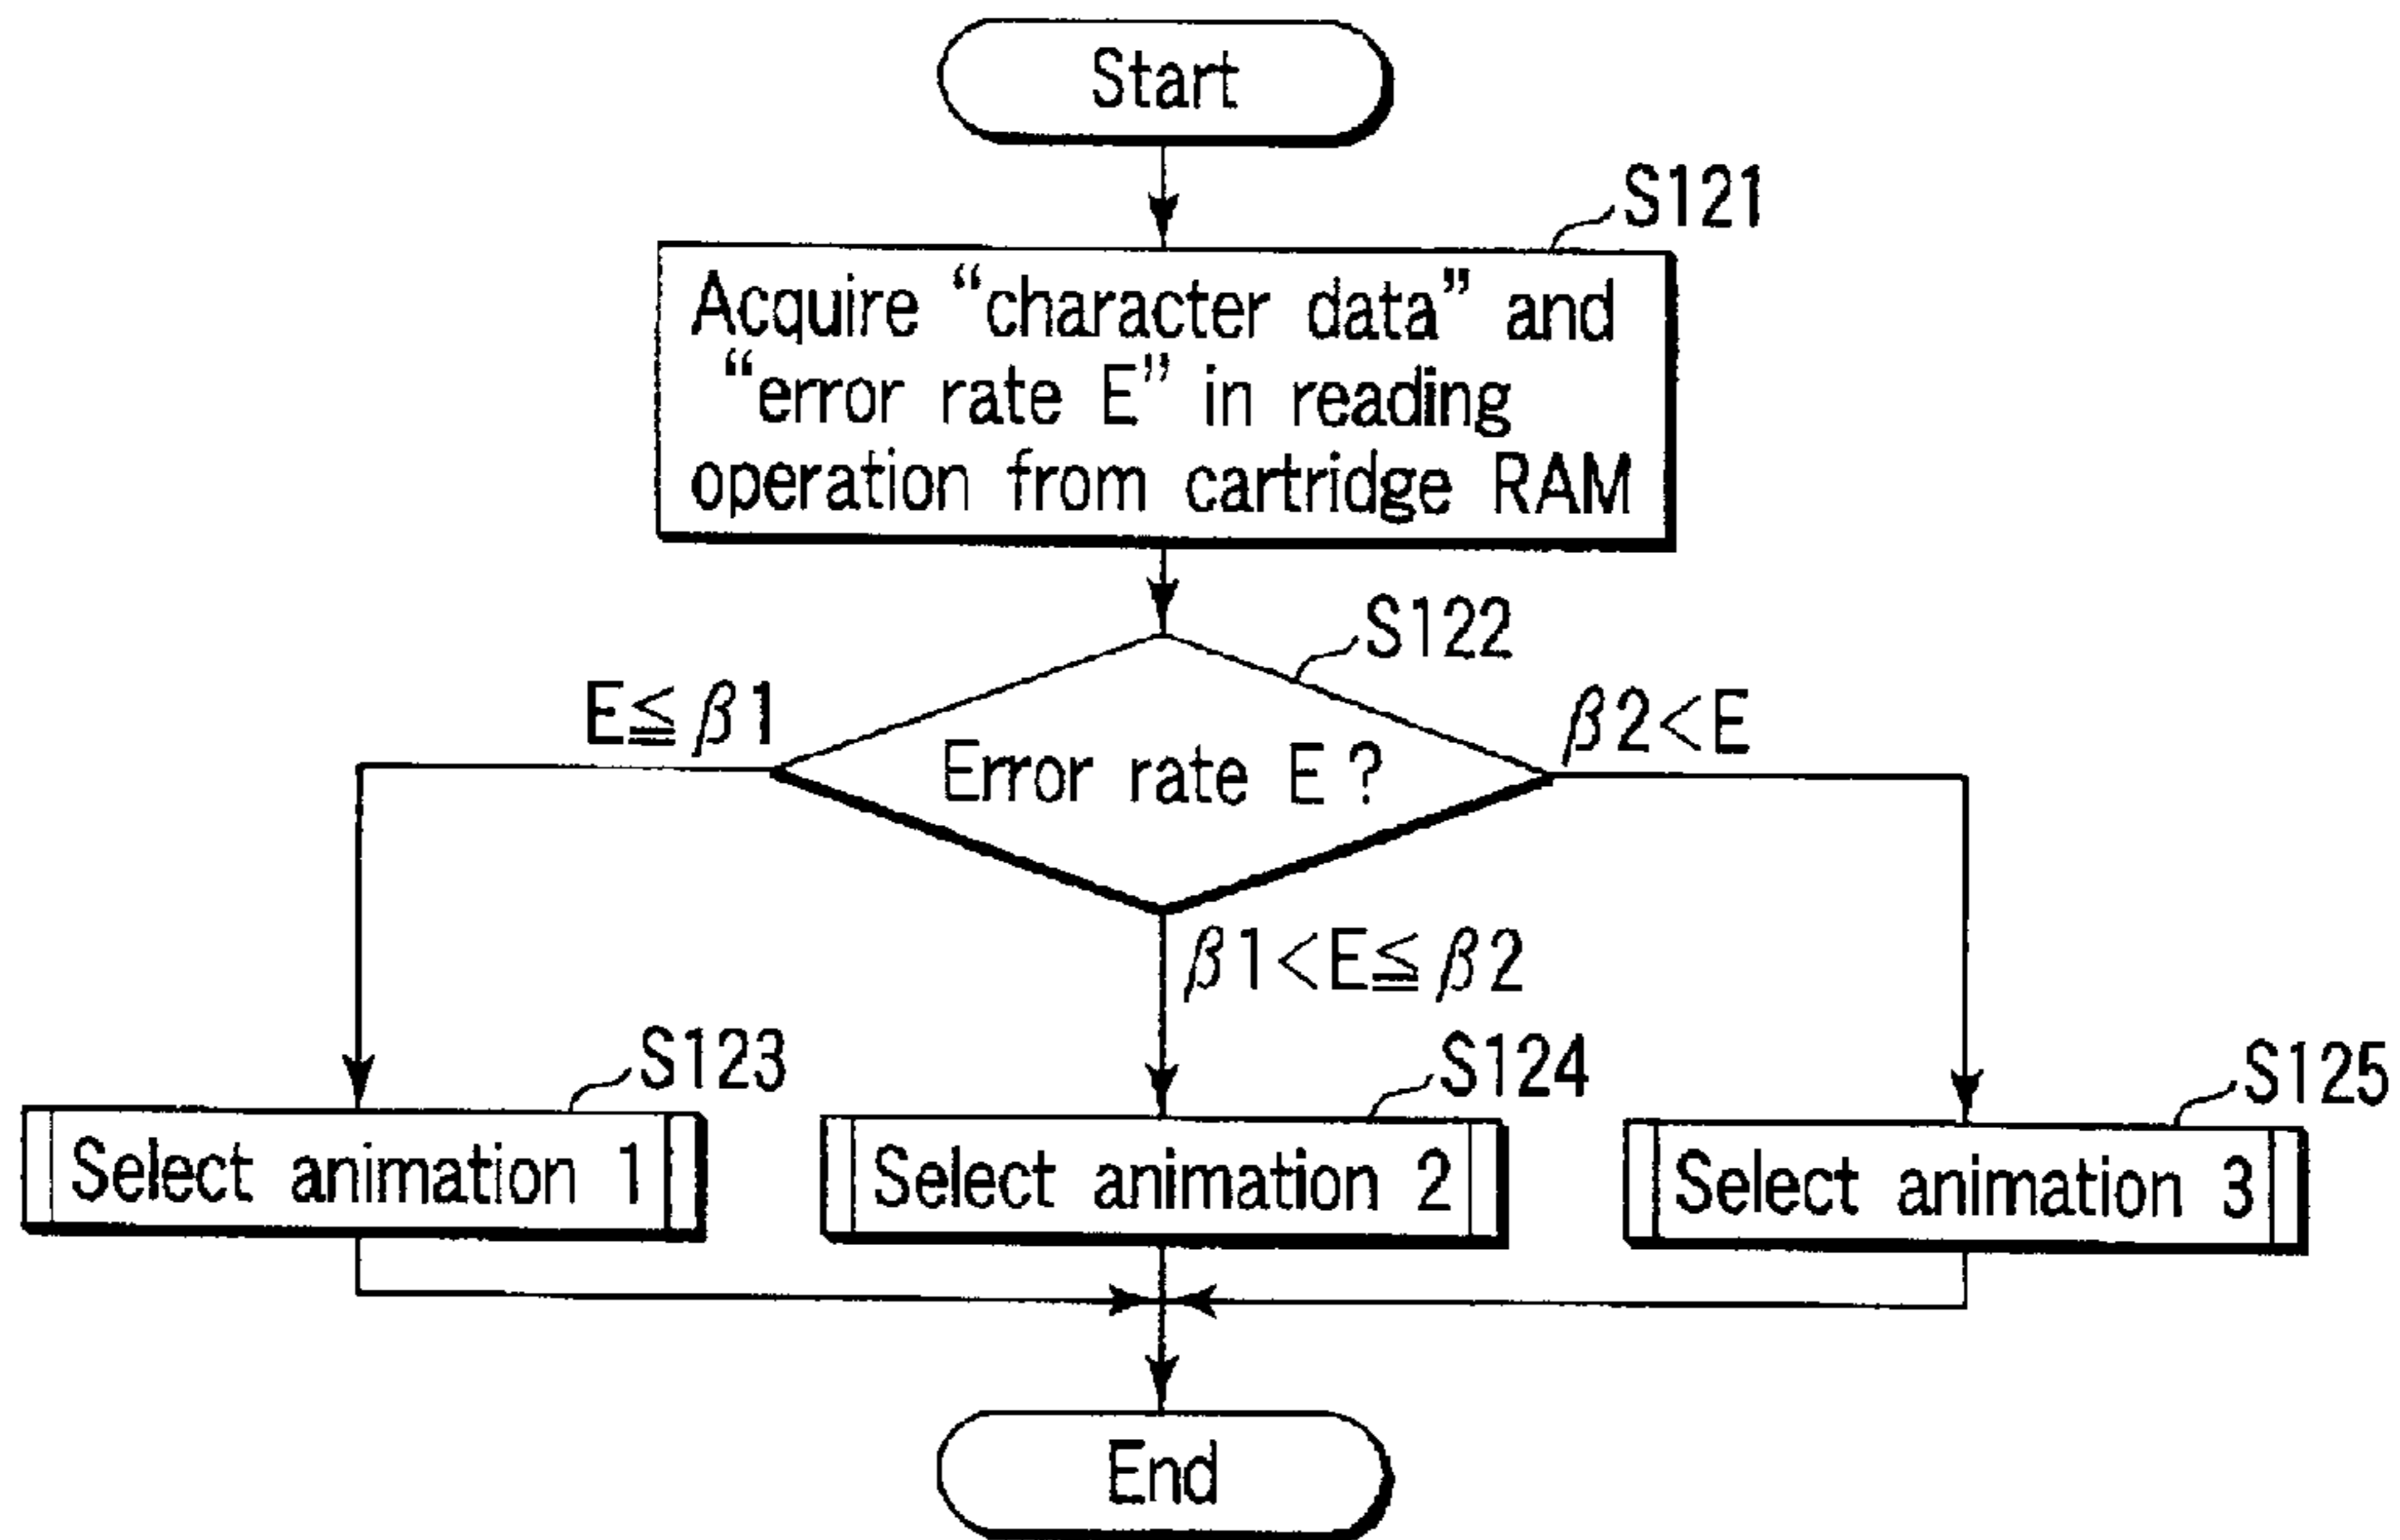 Start
S121
Acquire “character data” and
“error rate E” in reading
operation from cartridge RAM
S122
E≦β1
β2<E
Error rate E?
β1<E≦β2
S123
S124
S125
Select animation 1
Select animation 2
Select animation 3
End